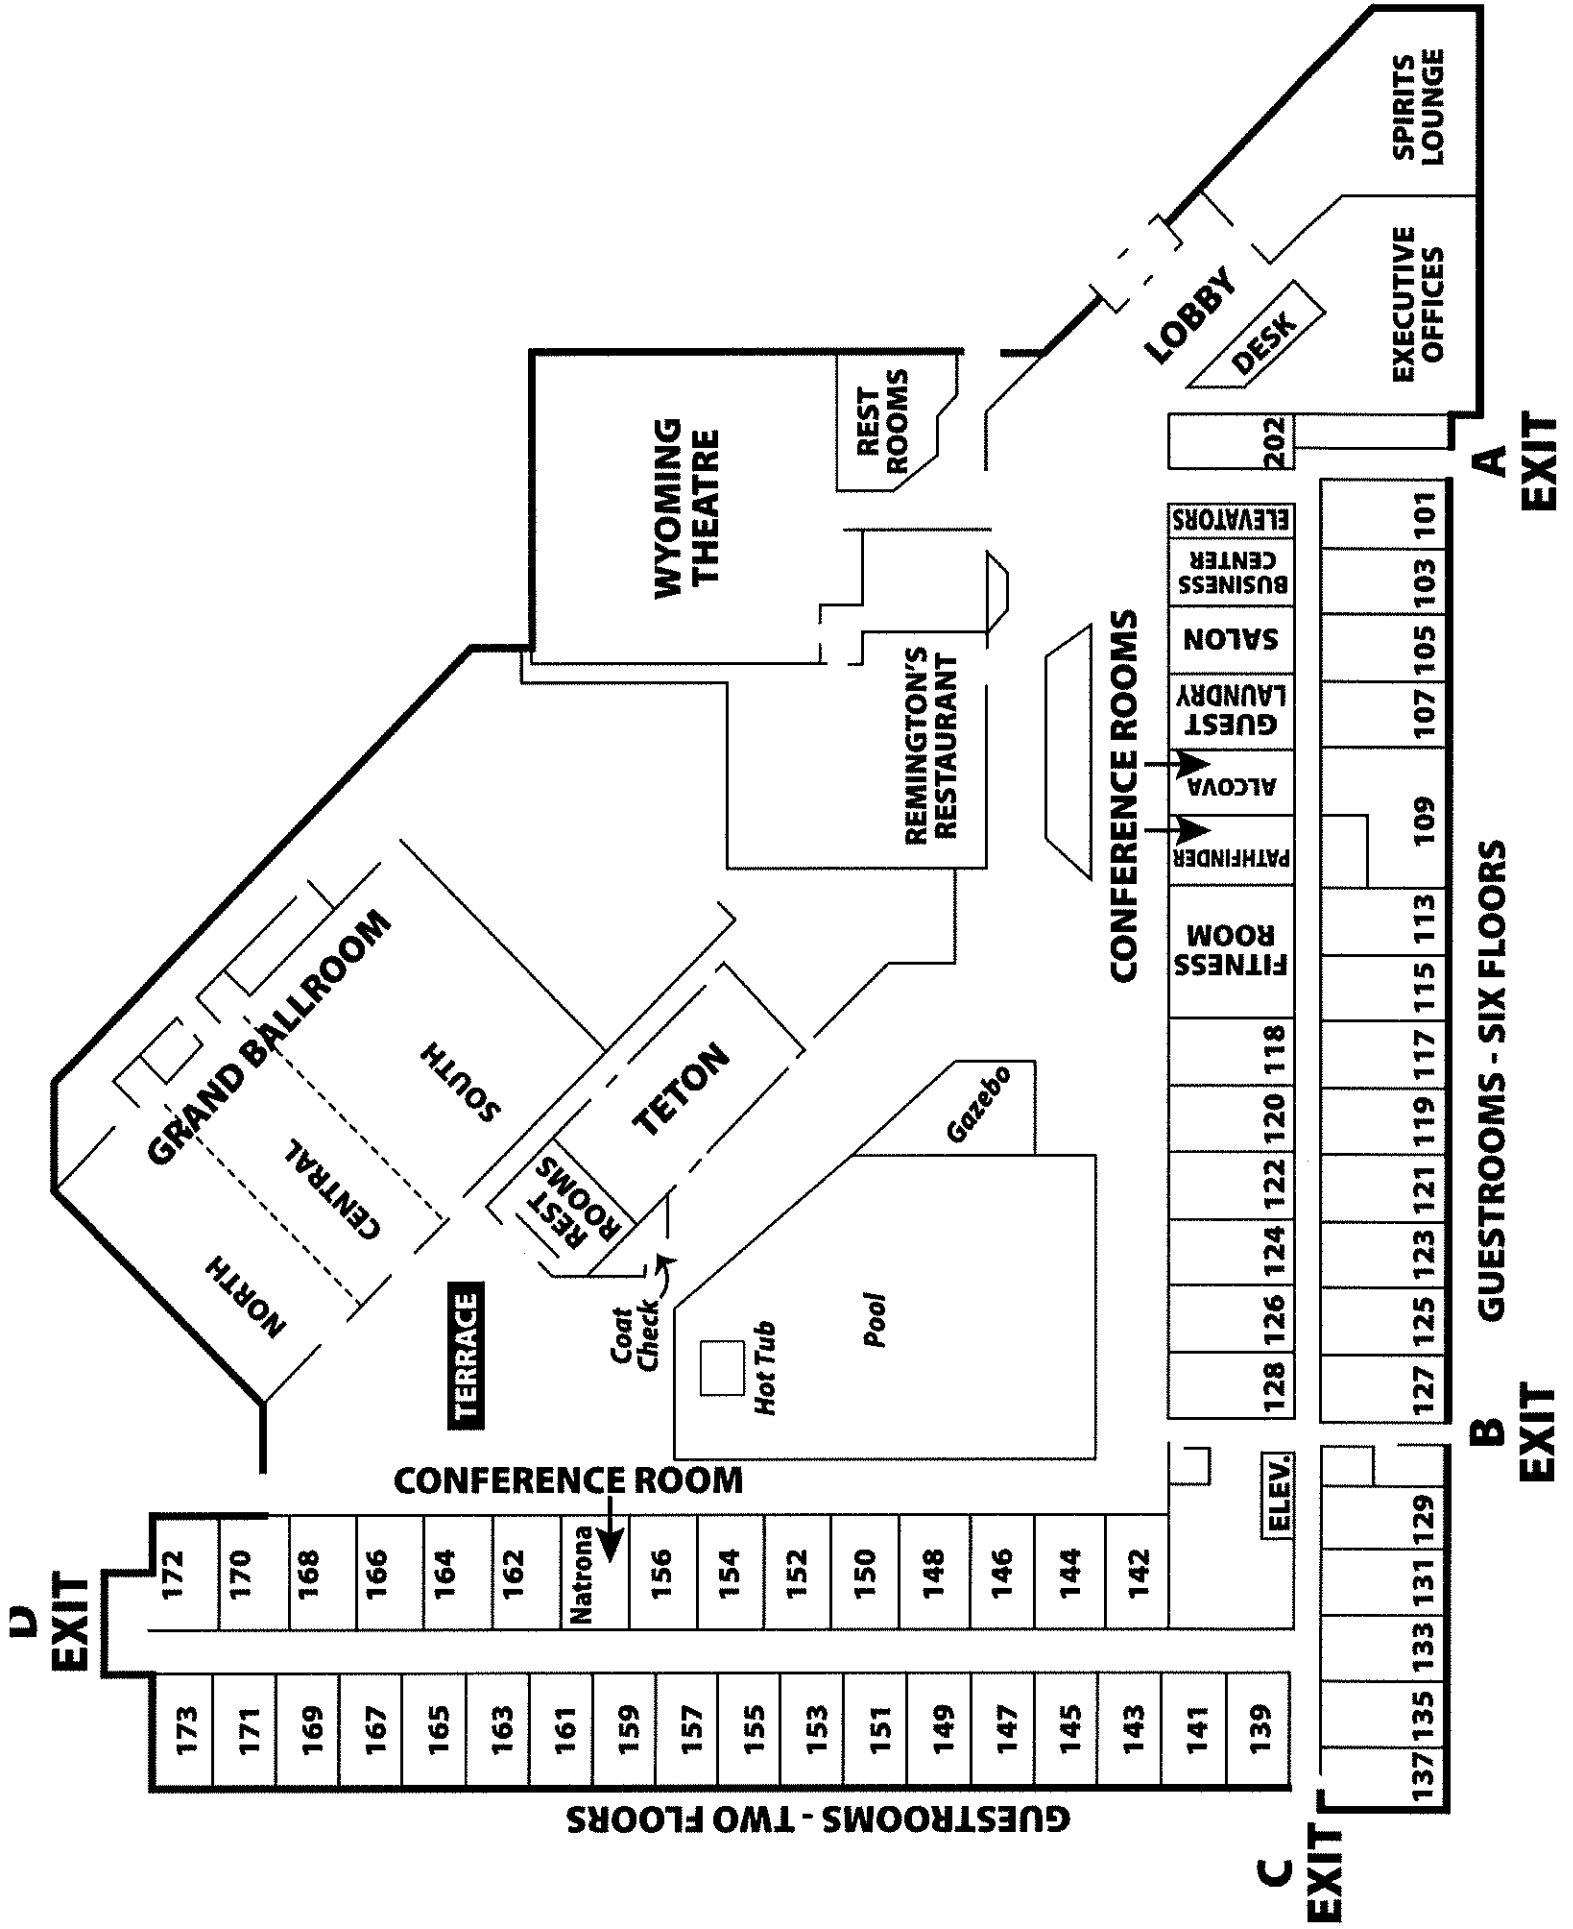 D
EXIT
172
170
168
166
164
162
Natrona
156
154
152
150
148
146
144
142
CONFERENCE ROOM
173
171
169
167
165
163
161
159
157
155
153
151
149
147
145
143
141
139
GUESTROOMS - TWO FLOORS
C
EXIT
GRAND BALLROOM
NORTH
CENTRAL
SOUTH
TERRACE
REST
ROOMS
TETON
Coat
Check
Hot Tub
Pool
Gazebo
WYOMING
THEATRE
REST
ROOMS
REMINGTON'S
RESTAURANT
CONFERENCE ROOMS
LOBBY
DESK
SPIRITS
LOUNGE
EXECUTIVE
OFFICES
202
ELEVATORS
BUSINESS
CENTER
SALON
GUEST
LAUNDRY
ALCOVA
PATHFINDER
FITNESS
ROOM
118
120
122
124
126
128
ELEV.
101
103
105
107
109
113
115
117
119
121
123
125
127
129
131
133
135
137
GUESTROOMS - SIX FLOORS
A
EXIT
B
EXIT